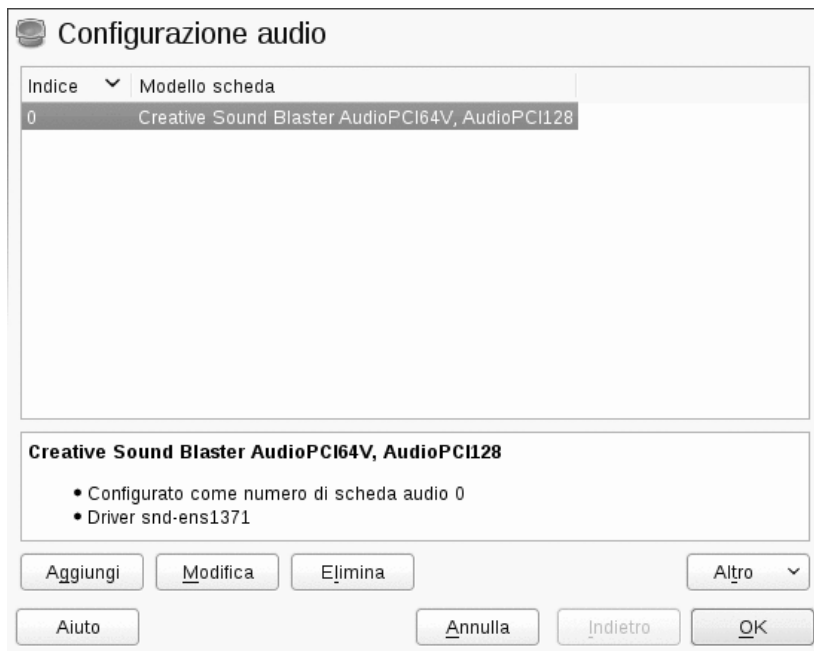 Configurazione audio
Indice Modello scheda
0 Creative Sound Blaster AudioPCI64V, AudioPCI128
Creative Sound Blaster AudioPCI64V, AudioPCI128
• Configurato come numero di scheda audio 0
• Driver snd-ens1371
Aggiungi Modifica Elimina Altro
Aiuto Annulla Indietro OK